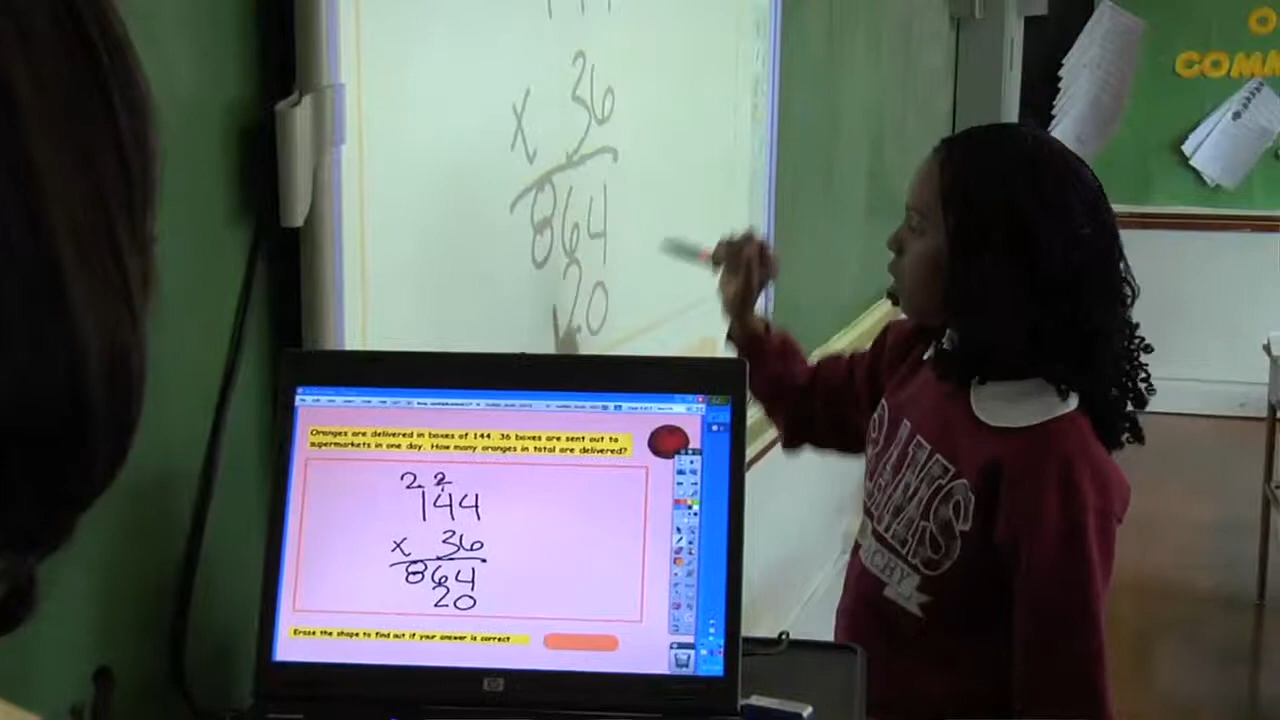 x 36
864
20
O
COMM
Oranges are delivered in boxes of 144. 36 boxes are sent out to
supermarkets in one day. How many oranges in total are delivered?
2 2
144
x 36
864
20
Erase the shape to find out if your answer is correct
hp